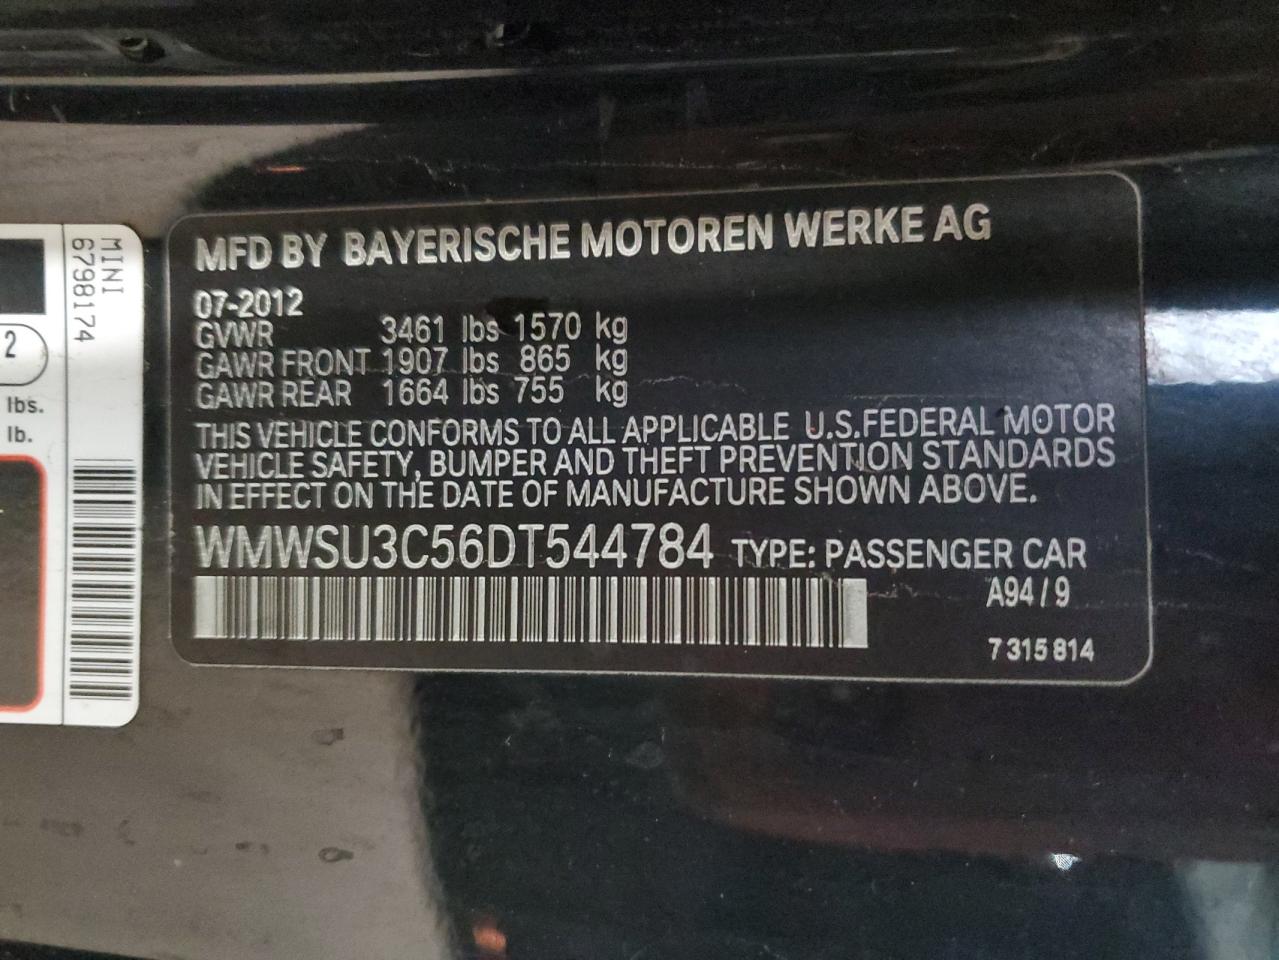 MINI
6798174
2
lbs.
lb.
MFD BY BAYERISCHE MOTOREN WERKE AG
07-2012
GVWR 3461 lbs 1570 kg
GAWR FRONT 1907 lbs 865 kg
GAWR REAR 1664 lbs 755 kg
THIS VEHICLE CONFORMS TO ALL APPLICABLE U.S.FEDERAL MOTOR
VEHICLE SAFETY, BUMPER AND THEFT PREVENTION STANDARDS
IN EFFECT ON THE DATE OF MANUFACTURE SHOWN ABOVE.
WMWSU3C56DT544784 TYPE: PASSENGER CAR
A94/9
7 315 814